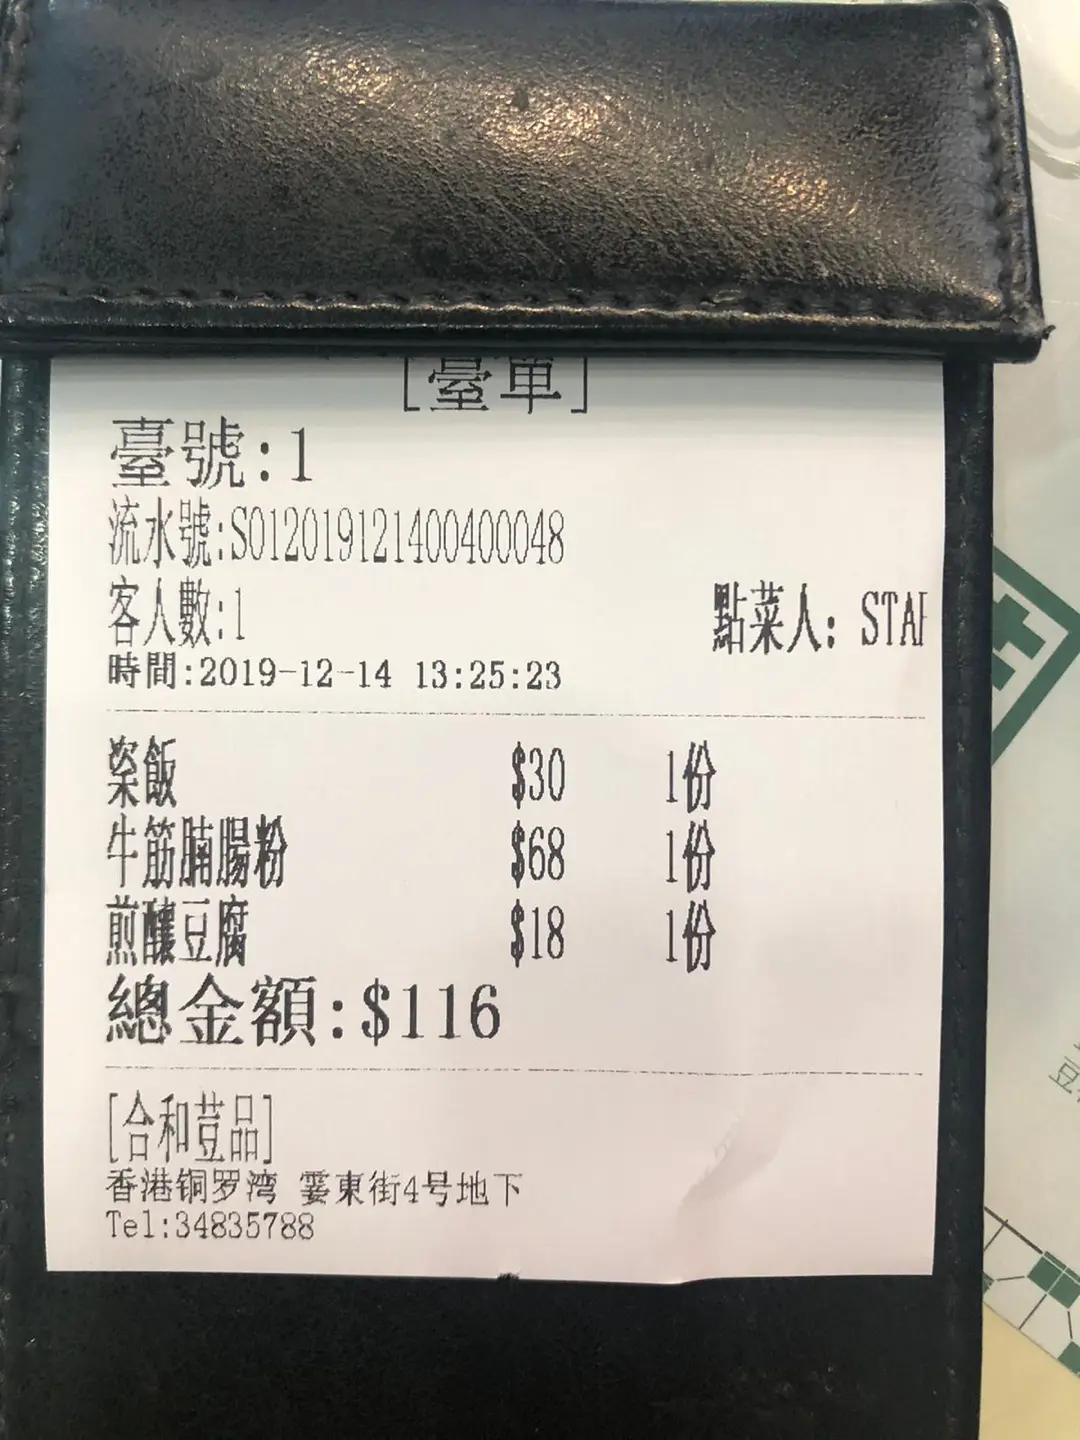 [臺單]
臺號:1
流水號:S012019121400400048
客人數:1 點菜人: STAF
時間:2019-12-14 13:25:23
粢飯 $30 1份
牛筋腩腸粉 $68 1份
煎釀豆腐 $18 1份
總金額:$116
[合和荳品]
香港铜罗湾 霎東街4号地下
Tel:34835788
豆